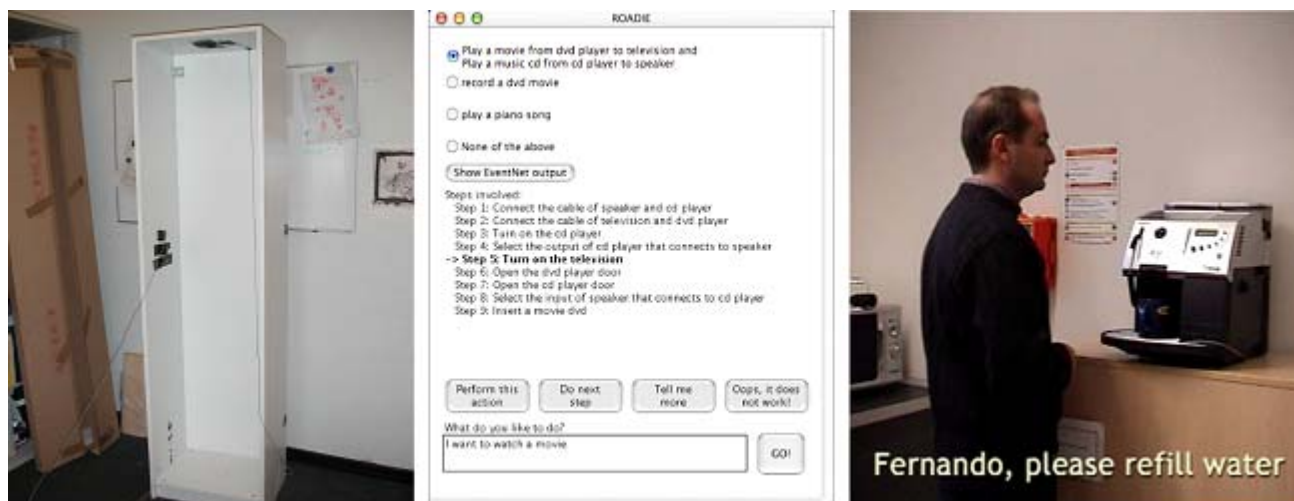 ROADIE
Play a movie from dvd player to television and
Play a music cd from cd player to speaker
record a dvd movie
play a piano song
None of the above
Show EventNet output
Steps involved:
Step 1: Connect the cable of speaker and cd player
Step 2: Connect the cable of television and dvd player
Step 3: Turn on the cd player
Step 4: Select the output of cd player that connects to speaker
-> Step 5: Turn on the television
Step 6: Open the dvd player door
Step 7: Open the cd player door
Step 8: Select the input of speaker that connects to cd player
Step 9: Insert a movie dvd
Perform this
action
Do next
step
Tell me
more
Oops, it does
not work!
What do you like to do?
I want to watch a movie
GO!
Fernando, please refill water